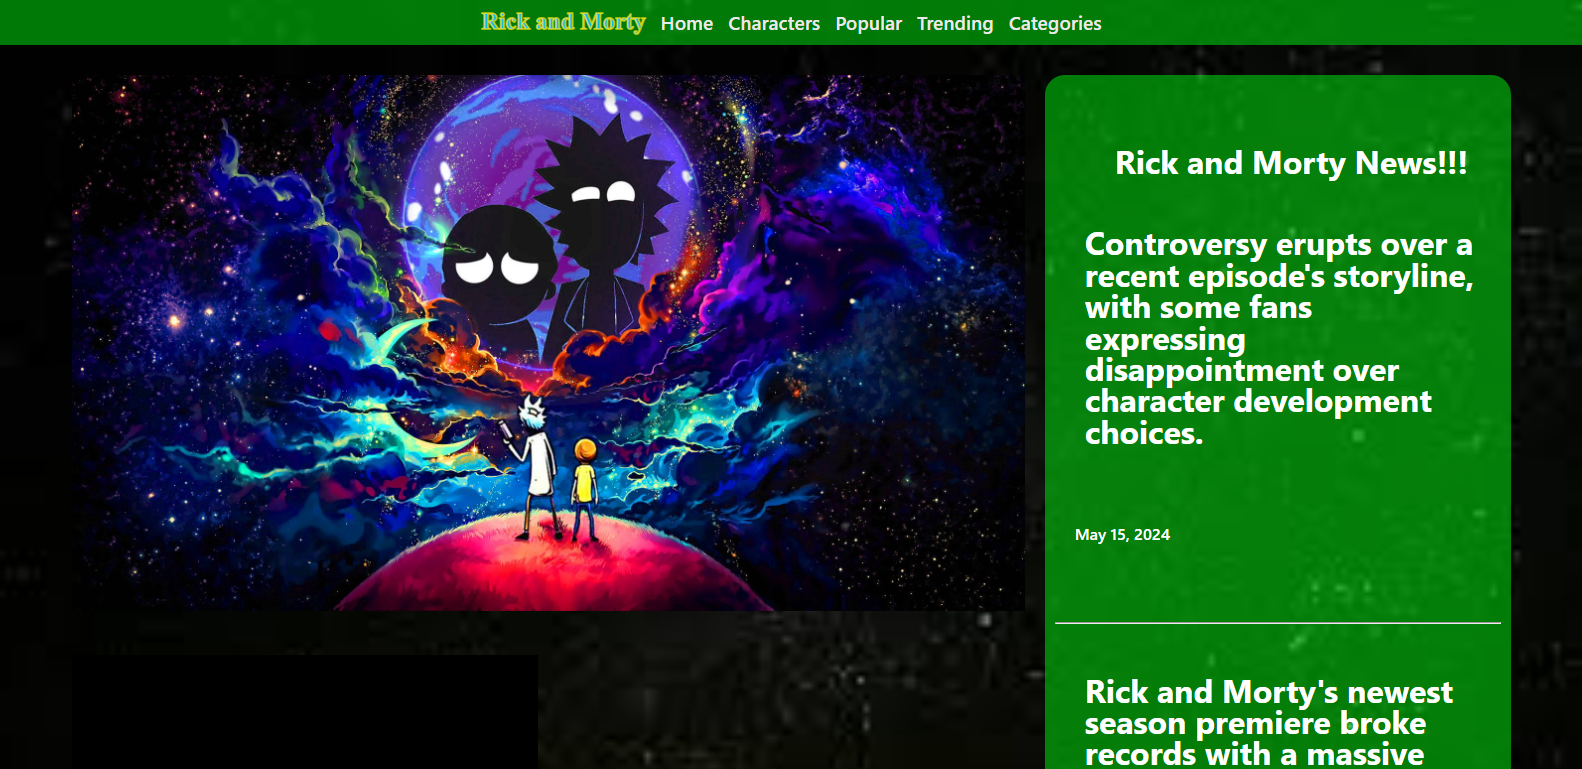 Rick and Morty Home Characters Popular Trending Categories
Rick and Morty News!!!
Controversy erupts over a
recent episode's storyline,
with some fans
expressing
disappointment over
character development
choices.
May 15, 2024
Rick and Morty's newest
season premiere broke
records with a massive